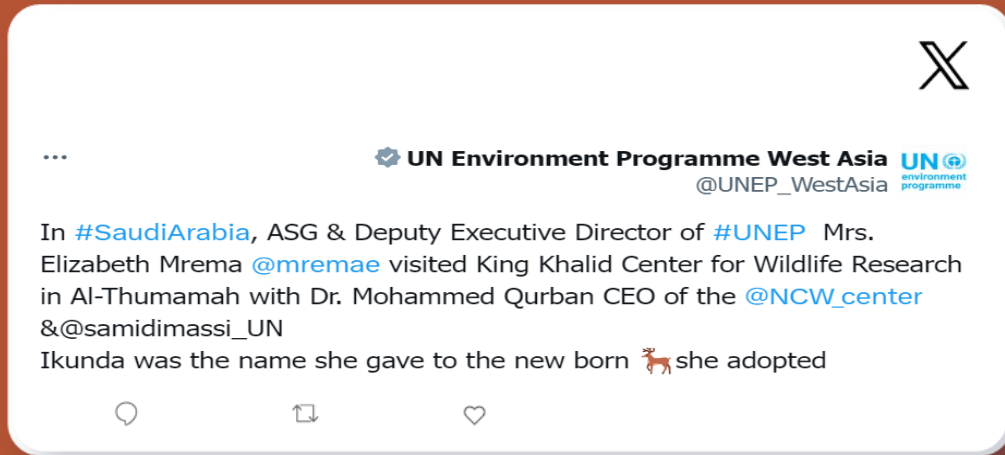 X
... UN Environment Programme West Asia
@UNEP_WestAsia
UN
environment
programme
In #SaudiArabia, ASG & Deputy Executive Director of #UNEP Mrs.
Elizabeth Mrema @mremae visited King Khalid Center for Wildlife Research
in Al-Thumamah with Dr. Mohammed Qurban CEO of the @NCW_center
&@samidimassi_UN
Ikunda was the name she gave to the new born 🦌 she adopted